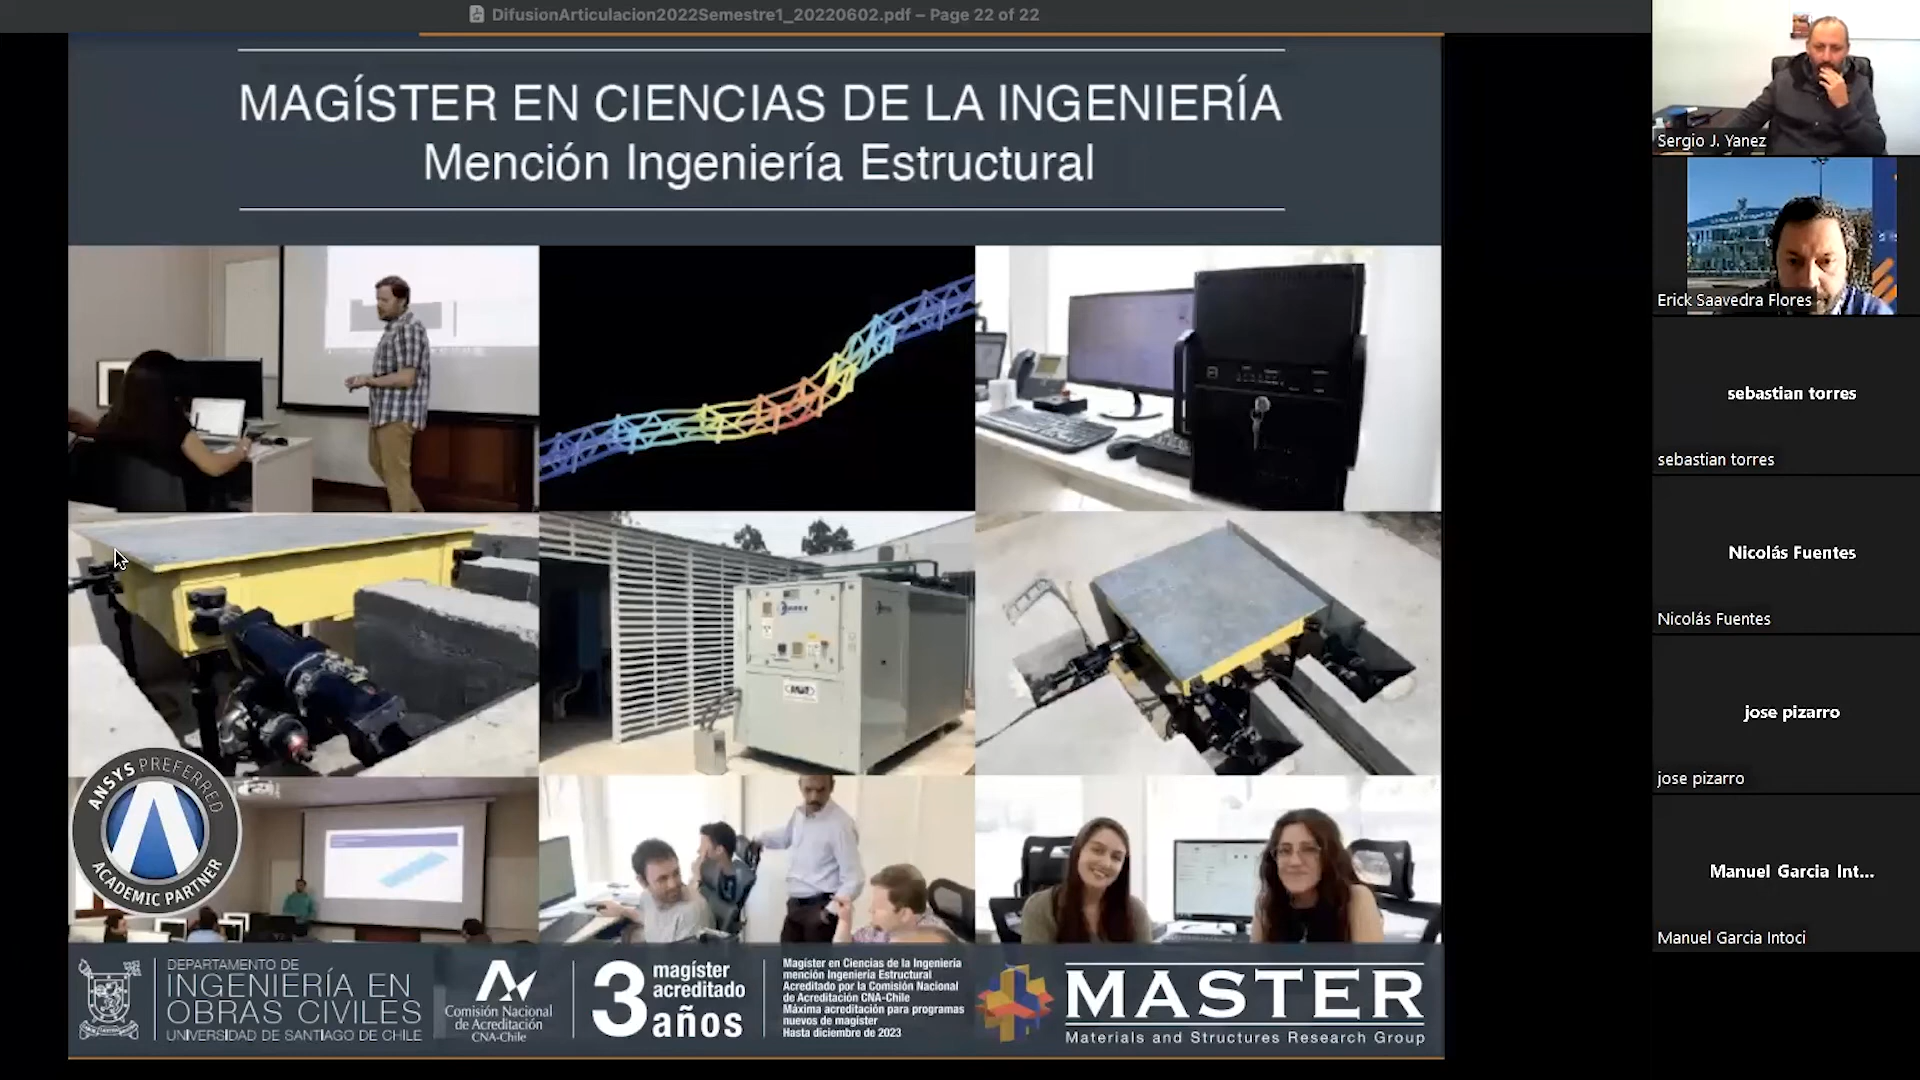 DifusionArticulacion2022Semestre1_20220602.pdf – Page 22 of 22
MAGÍSTER EN CIENCIAS DE LA INGENIERÍA
Mención Ingeniería Estructural
ANSYS PREFERRED
ACADEMIC PARTNER
DEPARTAMENTO DE
INGENIERÍA EN
OBRAS CIVILES
UNIVERSIDAD DE SANTIAGO DE CHILE
Comisión Nacional
de Acreditación
CNA-Chile
3 magíster
acreditado
años
Magíster en Ciencias de la Ingeniería
mención Ingeniería Estructural
Acreditado por la Comisión Nacional
de Acreditación CNA-Chile
Máxima acreditación para programas
nuevos de magíster
Hasta diciembre de 2023
MASTER
Materials and Structures Research Group
Sergio J. Yanez
Erick Saavedra Flores
sebastian torres
sebastian torres
Nicolás Fuentes
Nicolás Fuentes
jose pizarro
jose pizarro
Manuel Garcia Int...
Manuel Garcia Intoci